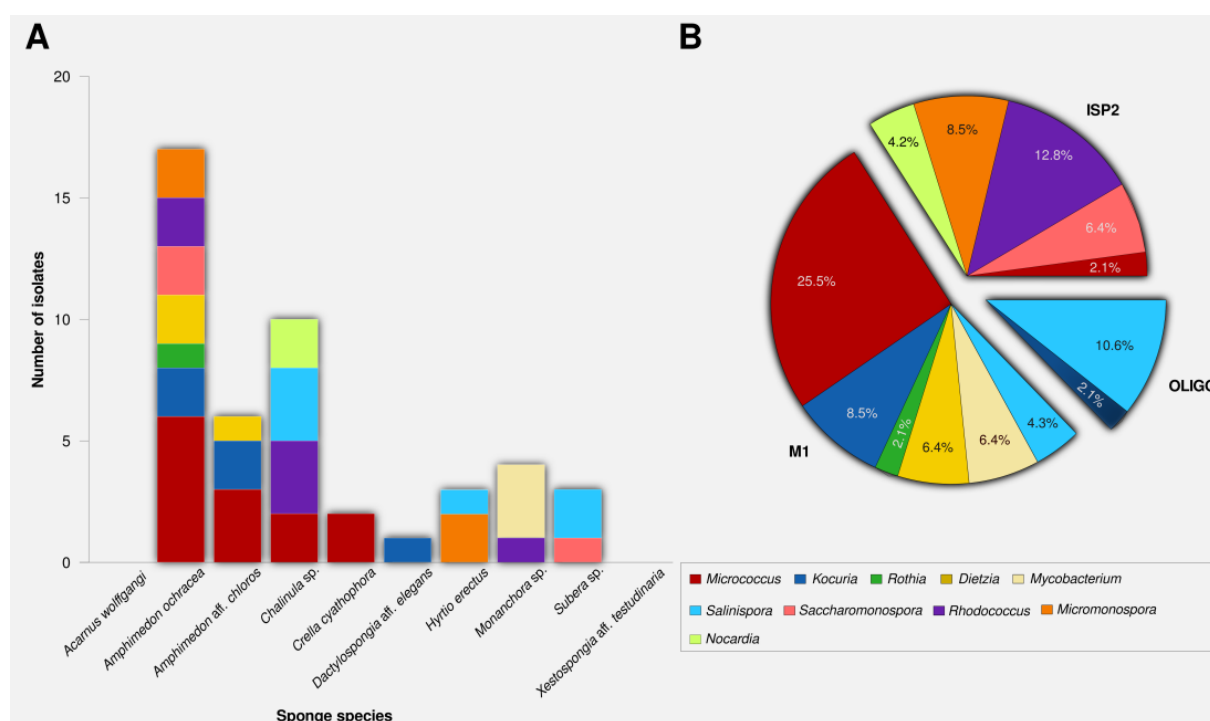 A
B
20
15
10
5
0
Number of isolates
Acarnus wolffgangi
Amphimedon ochracea
Amphimedon aff. chloros
Chalinula sp.
Crella cyathophora
Dactylospongia aff. elegans
Hyrtio erectus
Monanchora sp.
Subera sp.
Xestospongia aff. testudinaria
Sponge species
ISP2
4.2%
8.5%
12.8%
6.4%
2.1%
25.5%
8.5%
2.1%
6.4%
6.4%
4.3%
M1
10.6%
2.1%
OLIGO
Micrococcus Kocuria Rothia Dietzia Mycobacterium
Salinispora Saccharomonospora Rhodococcus Micromonospora
Nocardia